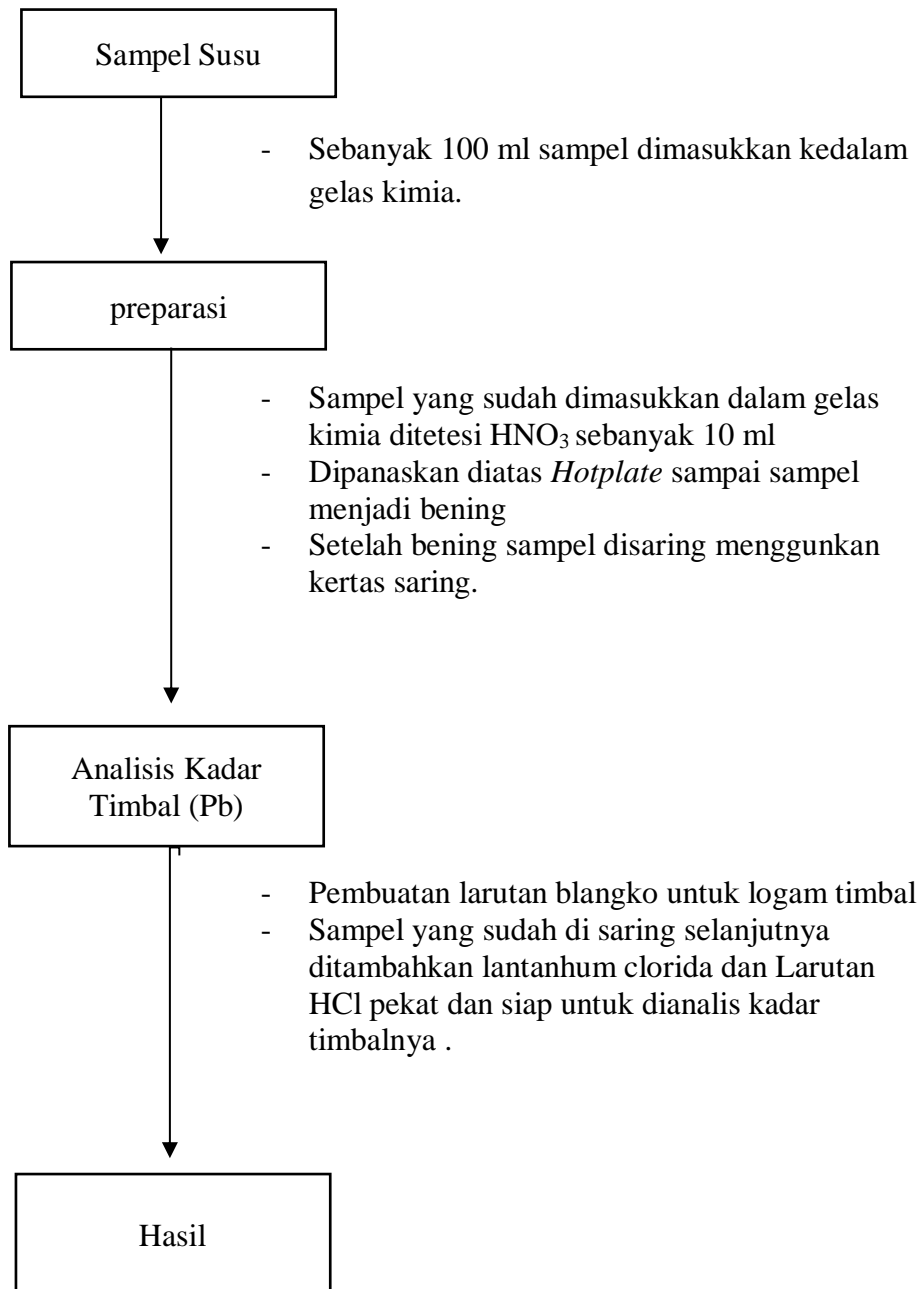 Sampel Susu
- Sebanyak 100 ml sampel dimasukkan kedalam
gelas kimia.
preparasi
- Sampel yang sudah dimasukkan dalam gelas
kimia ditetesi HNO₃ sebanyak 10 ml
- Dipanaskan diatas Hotplate sampai sampel
menjadi bening
- Setelah bening sampel disaring menggunkan
kertas saring.
Analisis Kadar
Timbal (Pb)
- Pembuatan larutan blangko untuk logam timbal
- Sampel yang sudah di saring selanjutnya
ditambahkan lantanhum clorida dan Larutan
HCl pekat dan siap untuk dianalis kadar
timbalnya .
Hasil